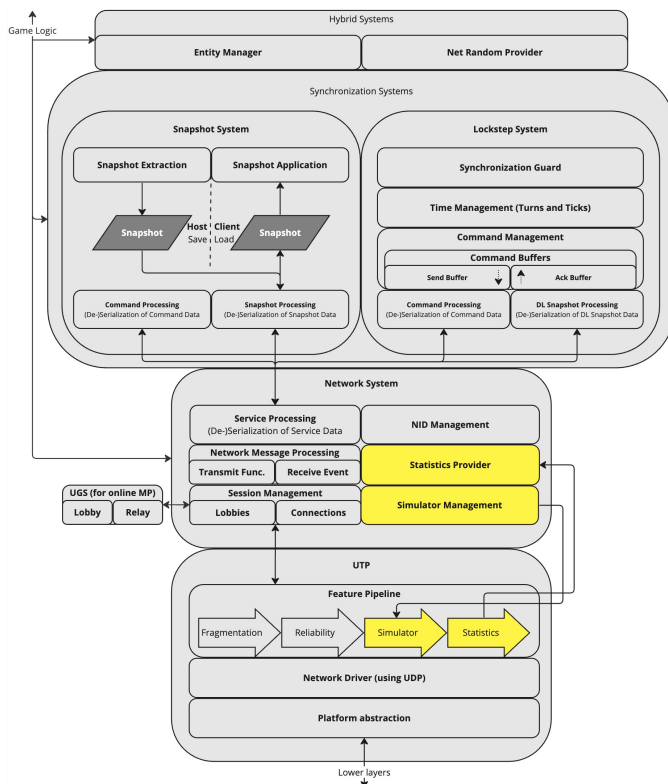 Hybrid Systems
Game Logic
Entity Manager
Net Random Provider
Synchronization Systems
Snapshot System
Lockstep System
Snapshot Extraction
Snapshot Application
Synchronization Guard
Time Management (Turns and Ticks)
Snapshot
Host
Client
Snapshot
Save
Load
Command Management
Command Buffers
Send Buffer
Ack Buffer
Command Processing
(De-)Serialization of Command Data
Snapshot Processing
(De-)Serialization of Snapshot Data
Command Processing
(De-)Serialization of Command Data
DL Snapshot Processing
(De-)Serialization of DL Snapshot Data
Network System
Service Processing
(De-)Serialization of Service Data
NID Management
Network Message Processing
Transmit Func.
Receive Event
Statistics Provider
UGS (for online MP)
Lobby
Relay
Session Management
Lobbies
Connections
Simulator Management
UTP
Feature Pipeline
Fragmentation
Reliability
Simulator
Statistics
Network Driver (using UDP)
Platform abstraction
Lower layers